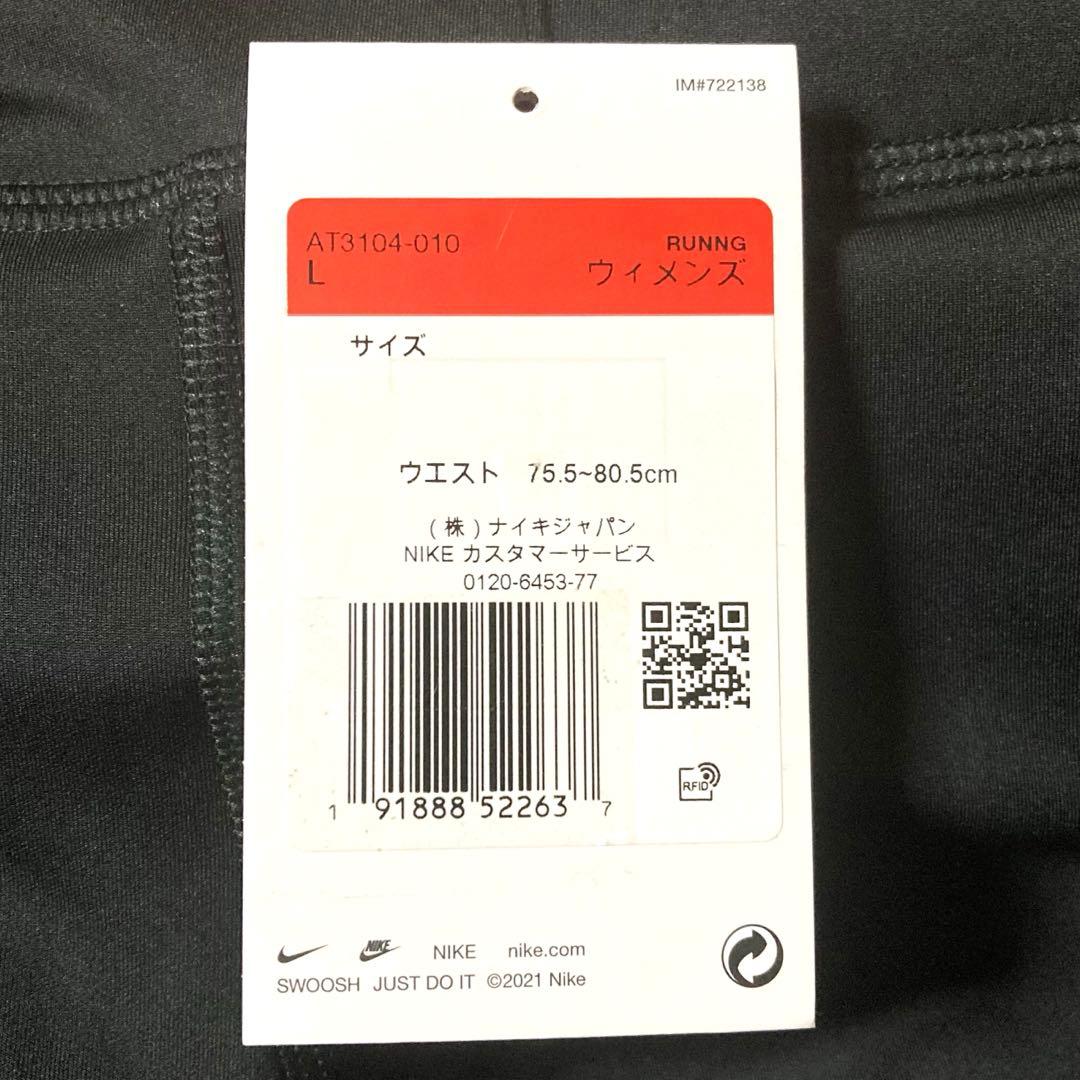 IM#722138
AT3104-010
RUNNG
L
ウィメンズ
サイズ
ウエスト 75.5~80.5cm
(株)ナイキジャパン
NIKE カスタマーサービス
0120-6453-77
1 91888 52263 7
RFID
NIKE NIKE nike.com
SWOOSH JUST DO IT ©2021 Nike